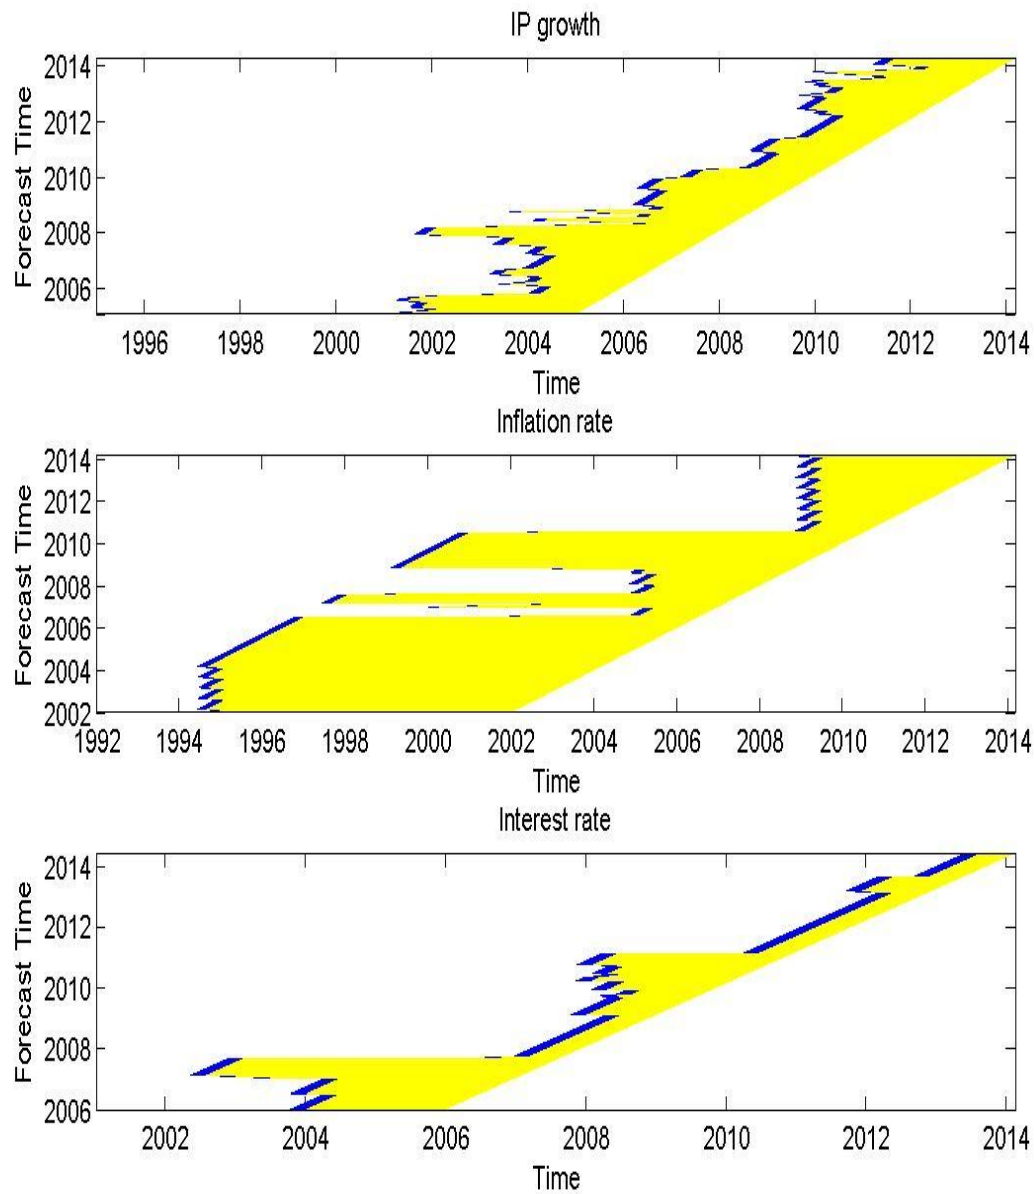 IP growth
2014
2012
2010
2008
2006
Forecast Time
1996 1998 2000 2002 2004 2006 2008 2010 2012 2014
Time
Inflation rate
2014
2012
2010
2008
2006
2004
2002
Forecast Time
1992 1994 1996 1998 2000 2002 2004 2006 2008 2010 2012 2014
Time
Interest rate
2014
2012
2010
2008
2006
Forecast Time
2002 2004 2006 2008 2010 2012 2014
Time